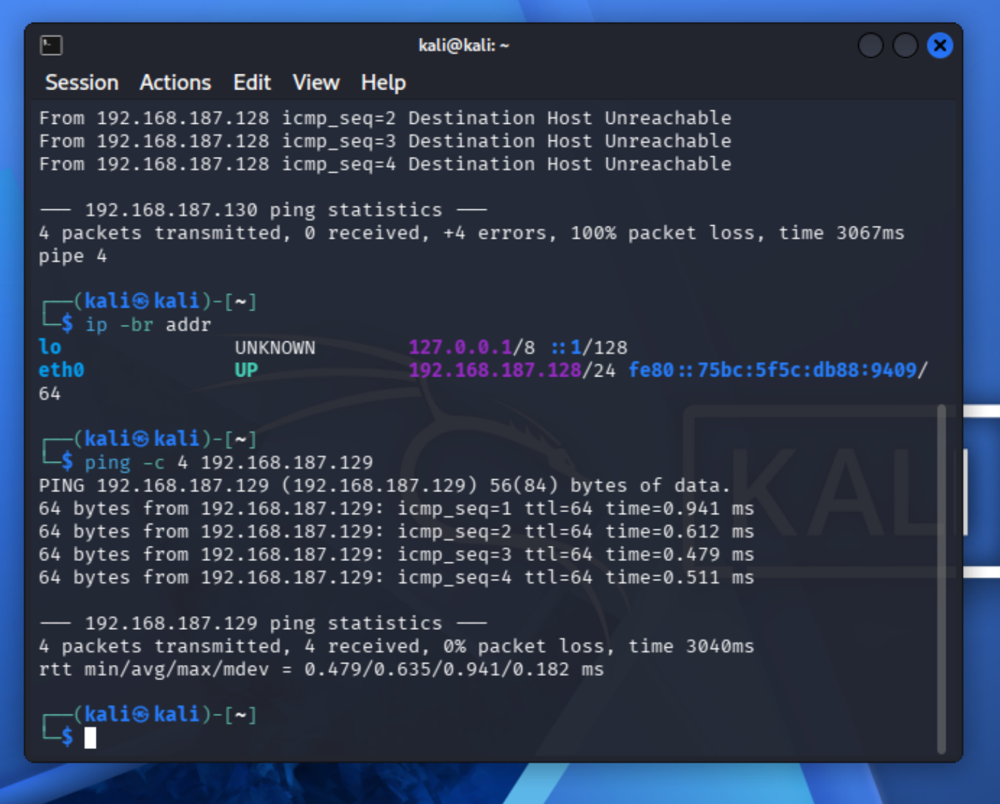 kali@kali: ~
Session Actions Edit View Help
From 192.168.187.128 icmp_seq=2 Destination Host Unreachable
From 192.168.187.128 icmp_seq=3 Destination Host Unreachable
From 192.168.187.128 icmp_seq=4 Destination Host Unreachable
--- 192.168.187.130 ping statistics ---
4 packets transmitted, 0 received, +4 errors, 100% packet loss, time 3067ms
pipe 4
┌──(kali㉿kali)-[~]
└─$ ip -br addr
lo UNKNOWN 127.0.0.1/8 ::1/128
eth0 UP 192.168.187.128/24 fe80::75bc:5f5c:db88:9409/
64
┌──(kali㉿kali)-[~]
└─$ ping -c 4 192.168.187.129
PING 192.168.187.129 (192.168.187.129) 56(84) bytes of data.
64 bytes from 192.168.187.129: icmp_seq=1 ttl=64 time=0.941 ms
64 bytes from 192.168.187.129: icmp_seq=2 ttl=64 time=0.612 ms
64 bytes from 192.168.187.129: icmp_seq=3 ttl=64 time=0.479 ms
64 bytes from 192.168.187.129: icmp_seq=4 ttl=64 time=0.511 ms
--- 192.168.187.129 ping statistics ---
4 packets transmitted, 4 received, 0% packet loss, time 3040ms
rtt min/avg/max/mdev = 0.479/0.635/0.941/0.182 ms
┌──(kali㉿kali)-[~]
└─$
KALI